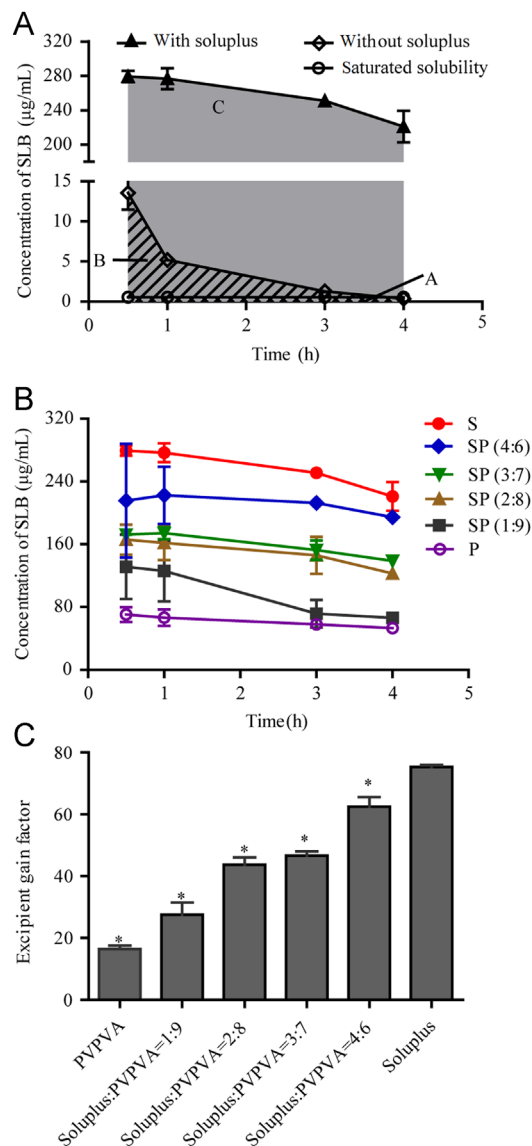 A
With soluplus
Without soluplus
Saturated solubility
Concentration of SLB (μg/mL)
320
280
240
200
15
10
5
0
C
B
A
0 1 2 3 4 5
Time (h)
B
Concentration of SLB (μg/mL)
320
240
160
80
0
S
SP (4:6)
SP (3:7)
SP (2:8)
SP (1:9)
P
0 1 2 3 4 5
Time(h)
C
Excipient gain factor
80
60
40
20
0
* * * * *
PVPVA
Soluplus:PVPVA=1:9
Soluplus:PVPVA=2:8
Soluplus:PVPVA=3:7
Soluplus:PVPVA=4:6
Soluplus